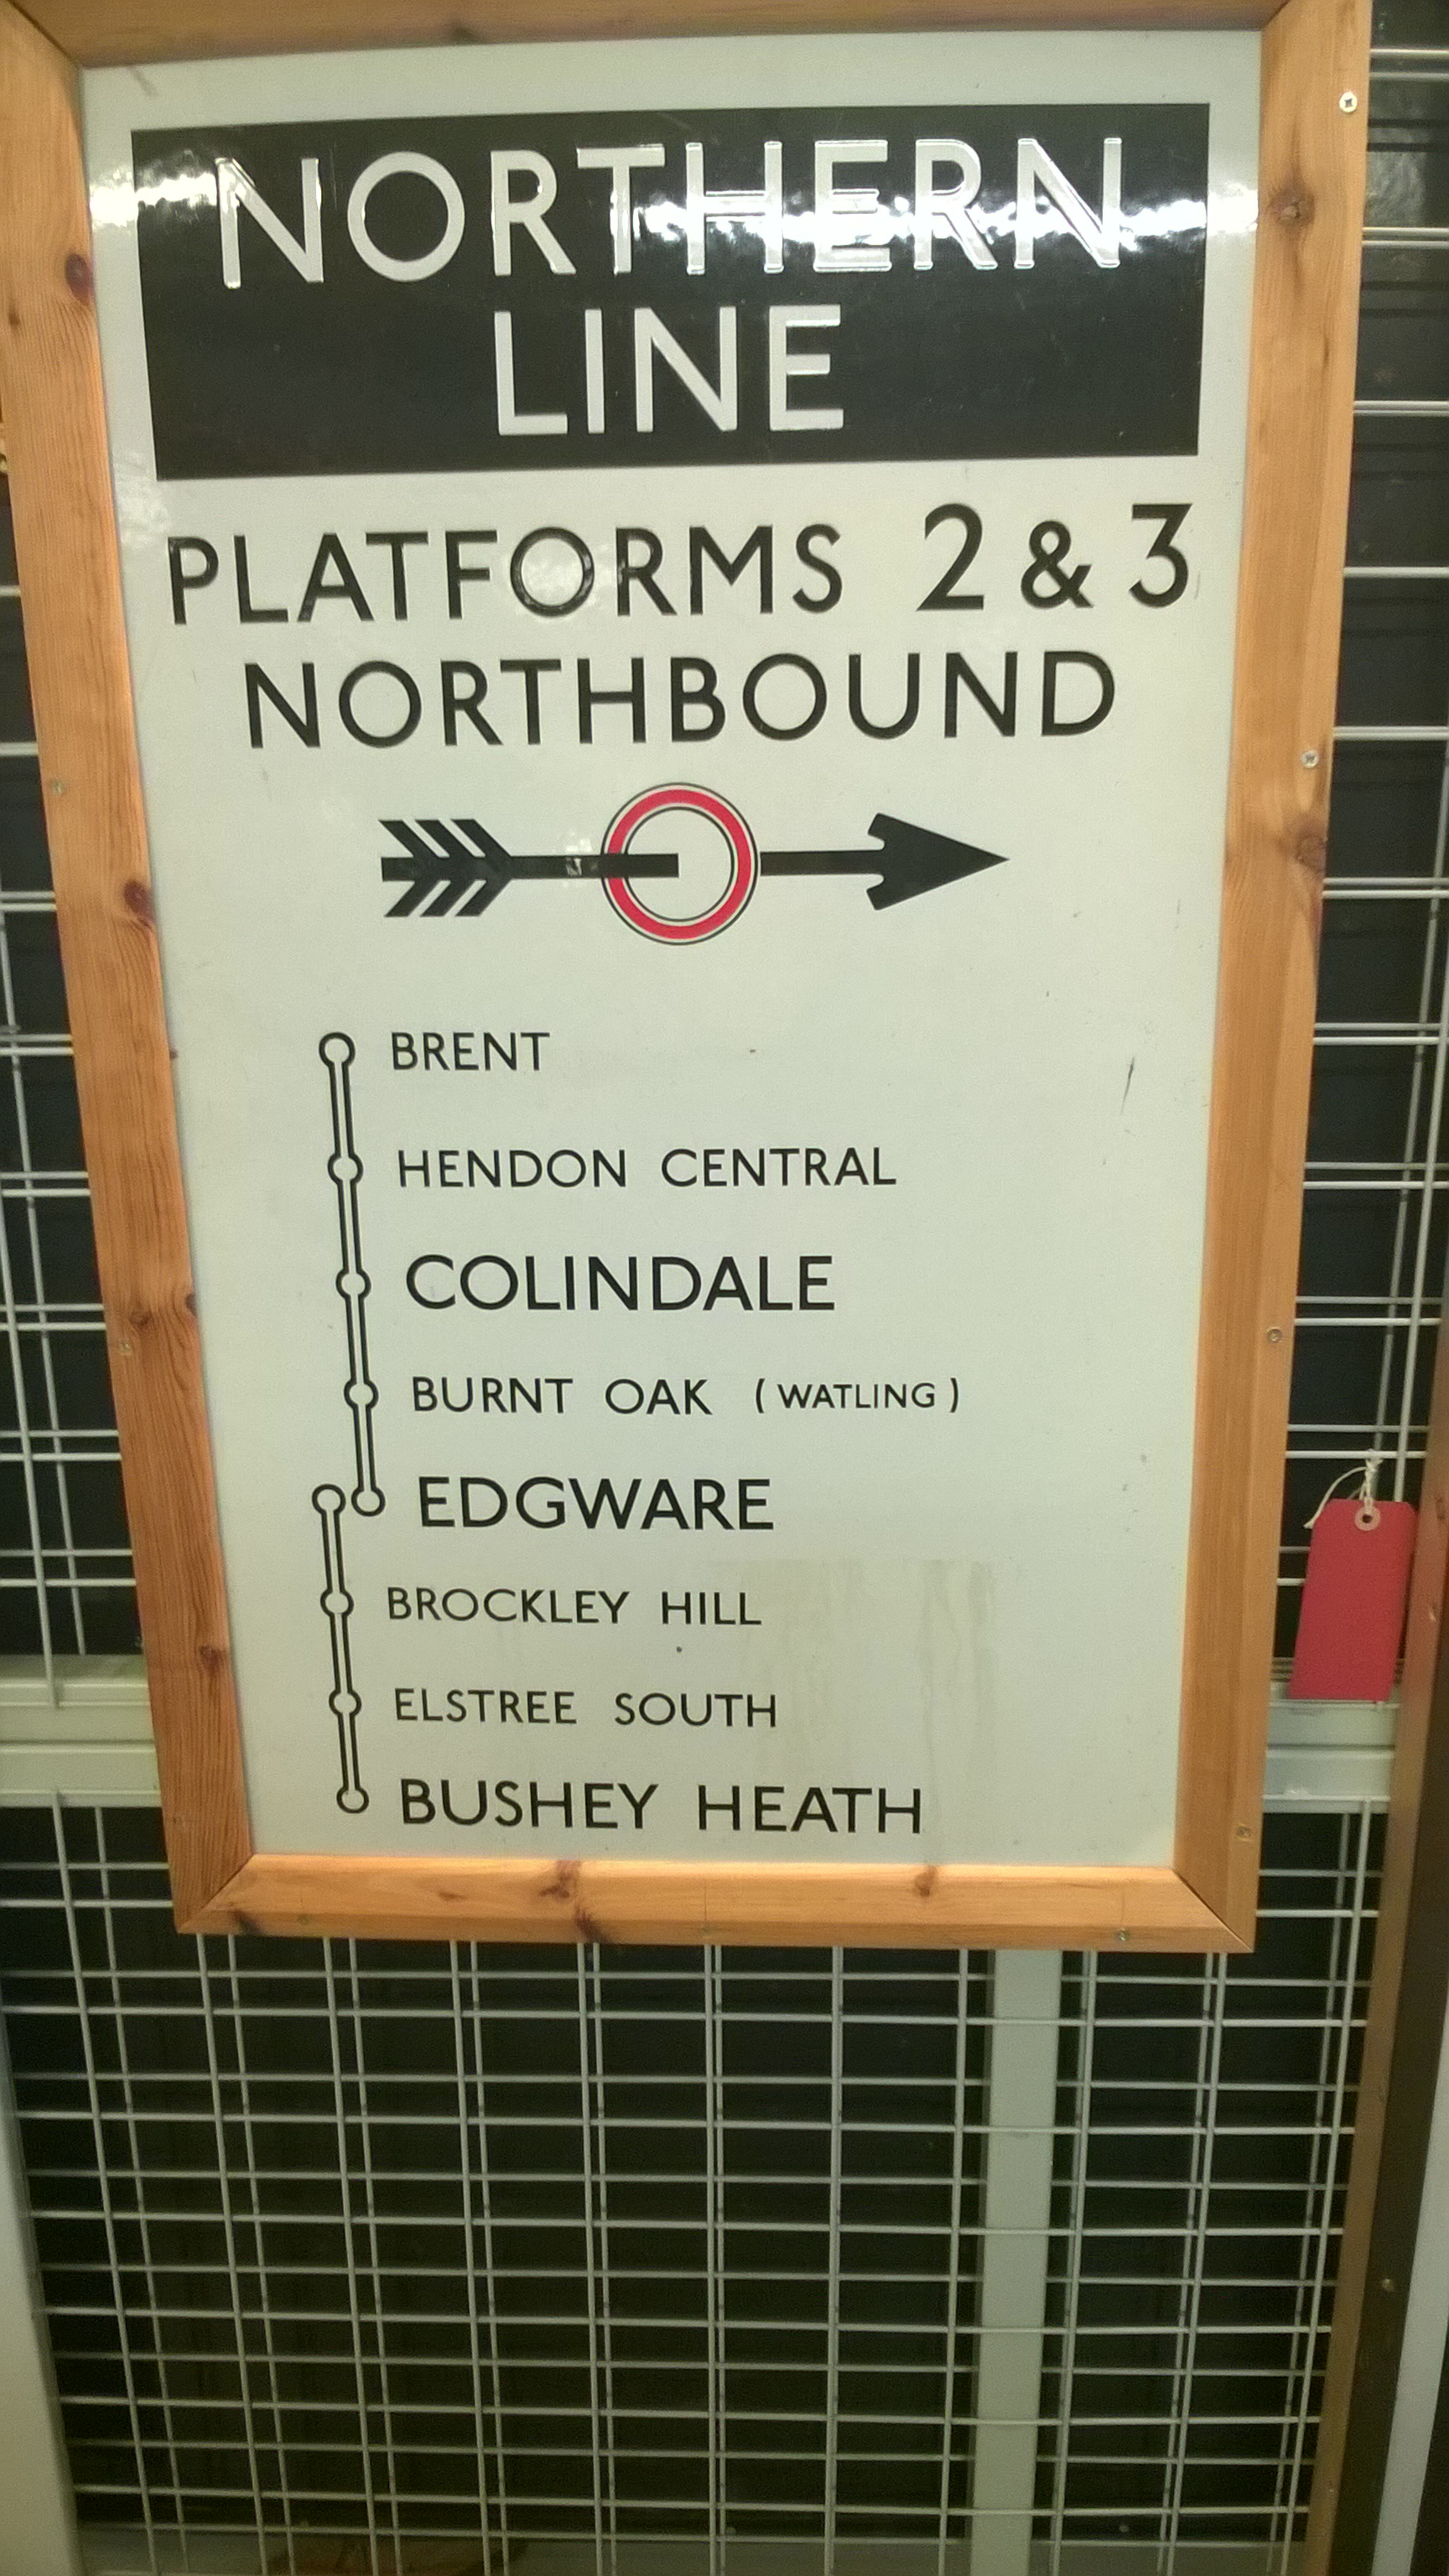 NORTHERN
LINE
PLATFORMS 2 & 3
NORTHBOUND
BRENT
HENDON CENTRAL
COLINDALE
BURNT OAK (WATLING)
EDGWARE
BROCKLEY HILL
ELSTREE SOUTH
BUSHEY HEATH